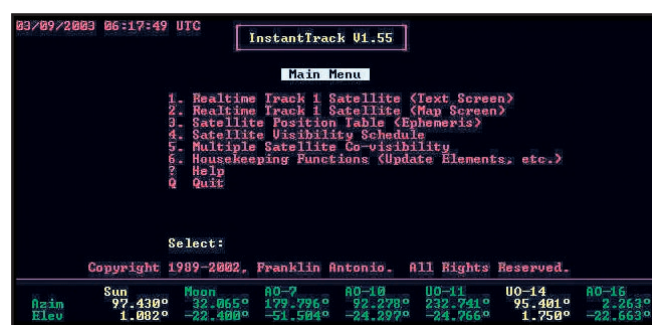 03/09/2003 06:17:49 UTC
InstantTrack V1.55
Main Menu
1. Realtime Track 1 Satellite (Text Screen)
2. Realtime Track 1 Satellite (Map Screen)
3. Satellite Position Table (Ephemeris)
4. Satellite Visibility Schedule
5. Multiple Satellite Co-visibility
6. Housekeeping Functions (Update Elements, etc.)
? Help
Q Quit
Select:
Copyright 1989-2002, Franklin Antonio. All Rights Reserved.
Sun Moon AO-7 AO-10 UO-11 UO-14 AO-16
Azim 97.430° 32.065° 179.796° 92.278° 232.741° 95.401° 2.263°
Elev 1.082° -22.400° -51.504° -24.297° -24.766° 1.750° -22.663°